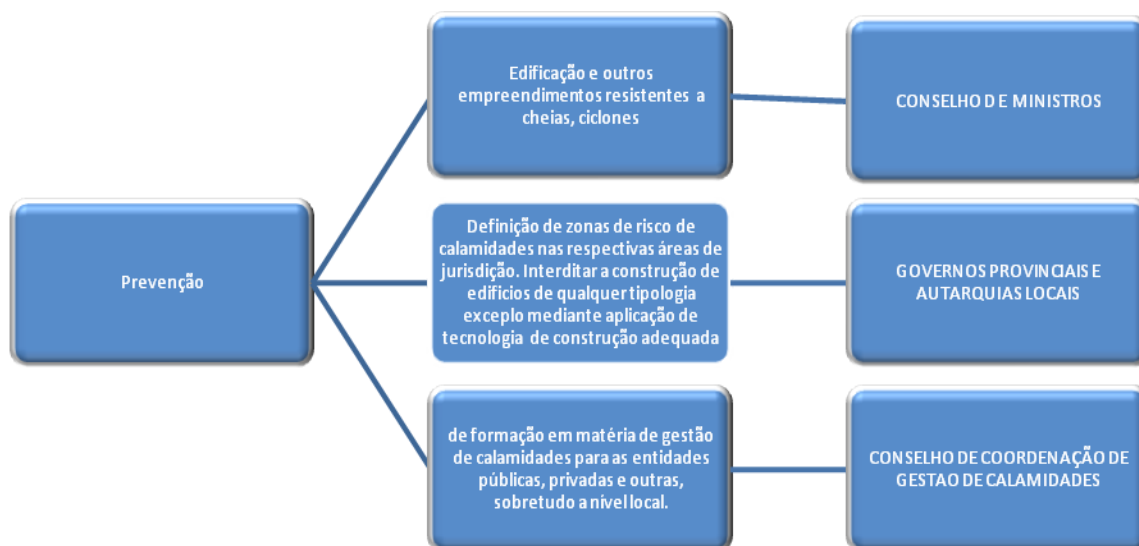 Edificação e outros
empreendimentos resistentes a
cheias, ciclones
CONSELHO DE MINISTROS
Prevenção
Definição de zonas de risco de
calamidades nas respectivas áreas de
jurisdição. Interditar a construção de
edificios de qualquer tipologia
exceplo mediante aplicação de
tecnologia de construção adequada
GOVERNOS PROVINCIAIS E
AUTARQUIAS LOCAIS
de formação em matéria de gestão
de calamidades para as entidades
públicas, privadas e outras,
sobretudo a nível local.
CONSELHO DE COORDENAÇÃO DE
GESTAO DE CALAMIDADES